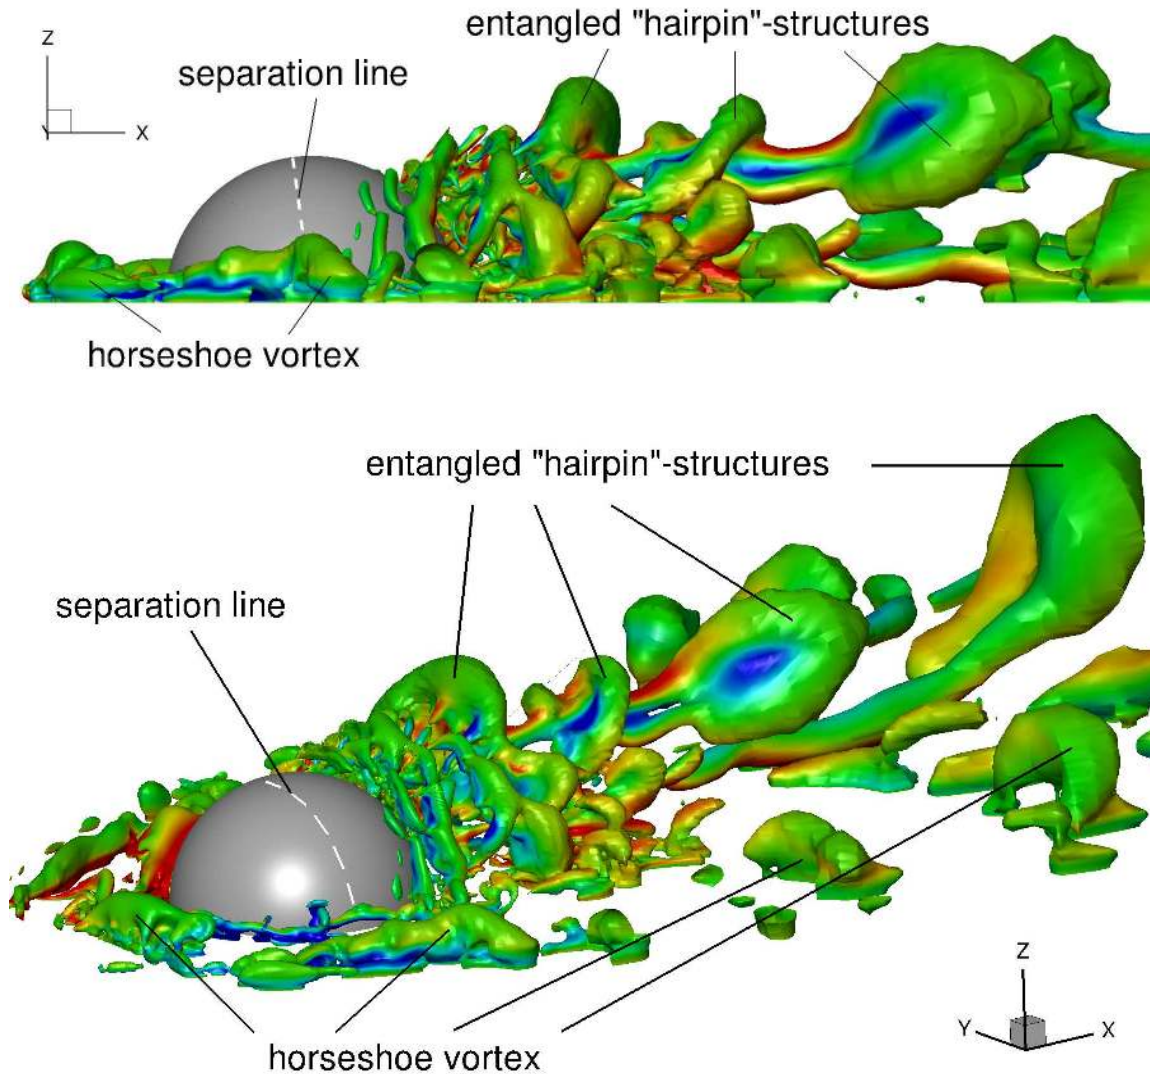 entangled "hairpin"-structures
Z
separation line
Y
X
horseshoe vortex
entangled "hairpin"-structures
separation line
Z
Y
X
horseshoe vortex